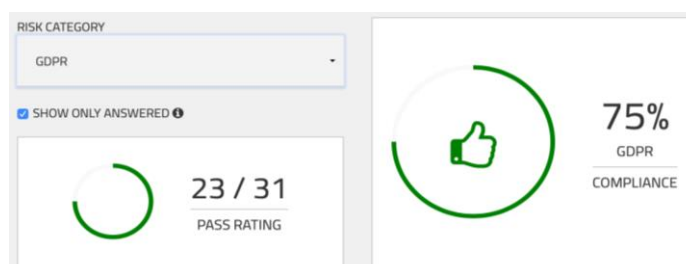 RISK CATEGORY
GDPR
SHOW ONLY ANSWERED
23 / 31
PASS RATING
75%
GDPR
COMPLIANCE